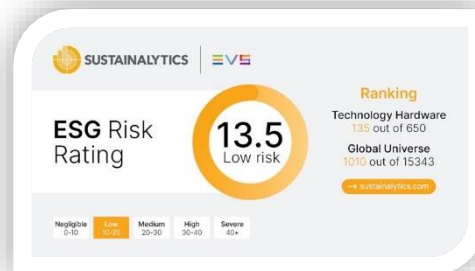 SUSTAINALYTICS
EVS
ESG Risk
Rating
13.5
Low risk
Ranking
Technology Hardware
135 out of 650
Global Universe
1010 out of 15343
→ sustainalytics.com
Negligible
0-10
Low
10-20
Medium
20-30
High
30-40
Severe
40+